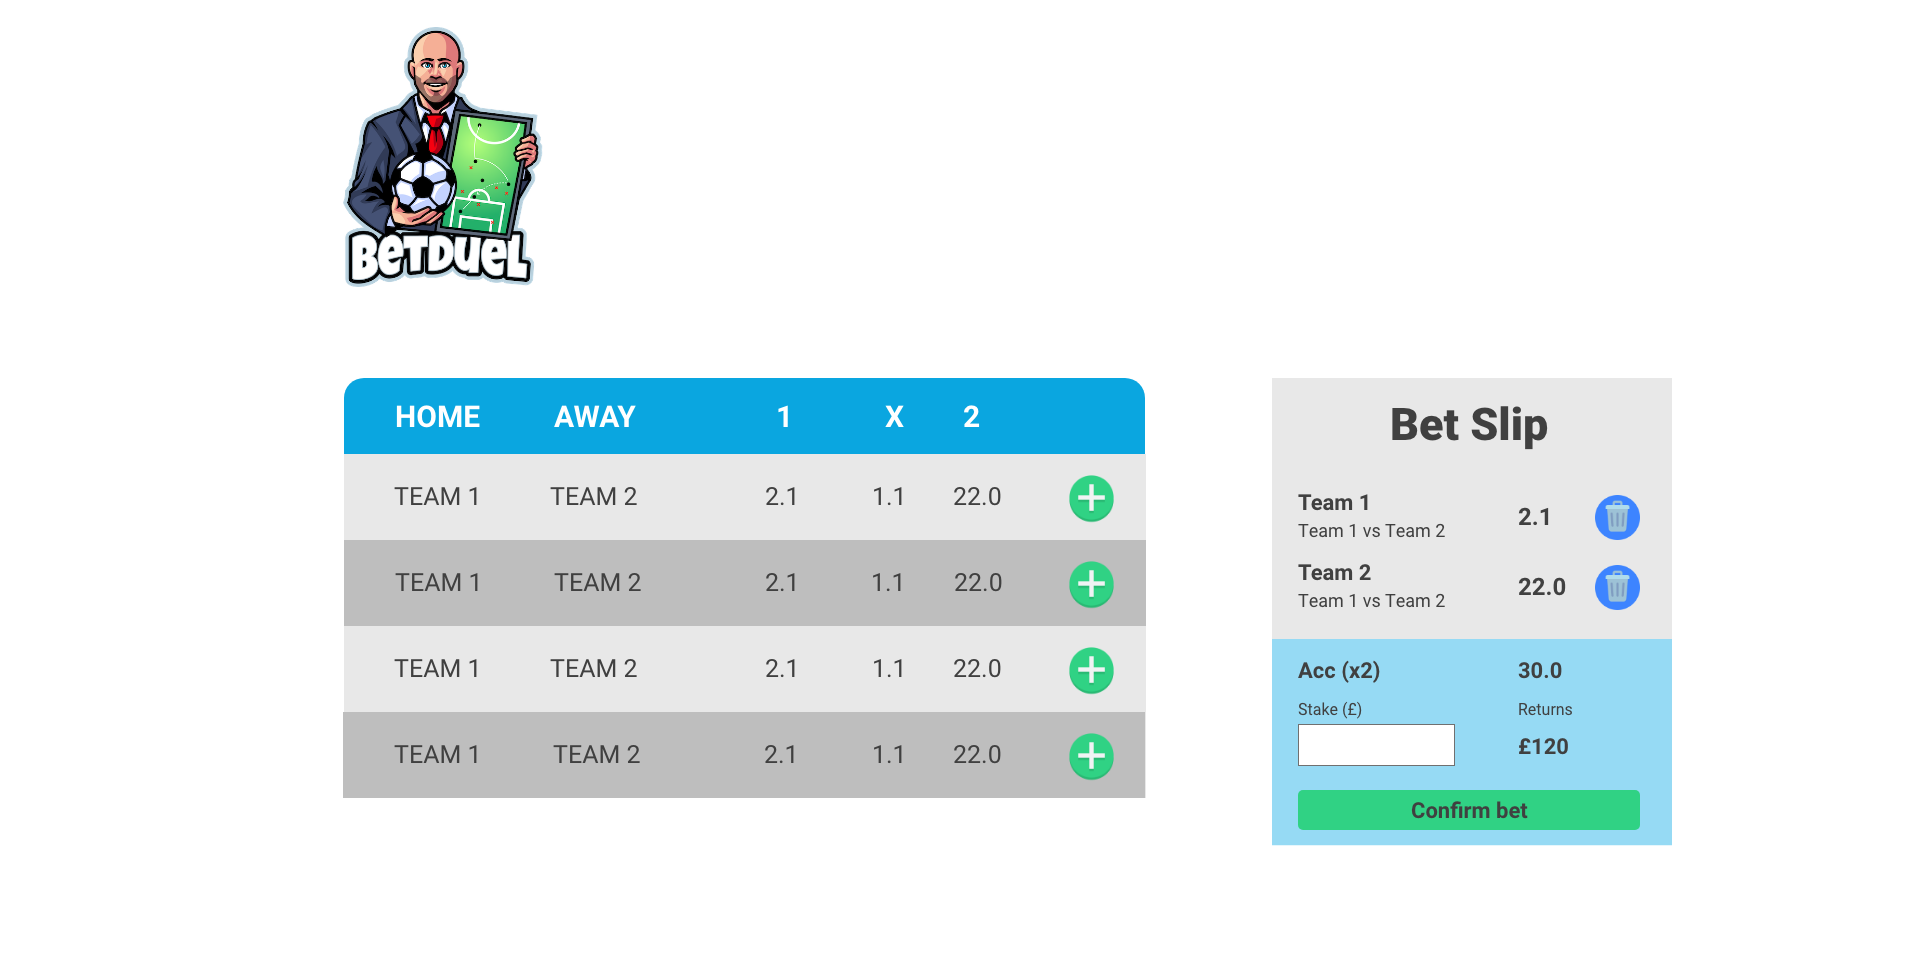 BETDUEL
HOME AWAY 1 X 2
TEAM 1 TEAM 2 2.1 1.1 22.0
TEAM 1 TEAM 2 2.1 1.1 22.0
TEAM 1 TEAM 2 2.1 1.1 22.0
TEAM 1 TEAM 2 2.1 1.1 22.0
Bet Slip
Team 1 2.1
Team 1 vs Team 2
Team 2 22.0
Team 1 vs Team 2
Acc (x2) 30.0
Stake (£) Returns
£120
Confirm bet